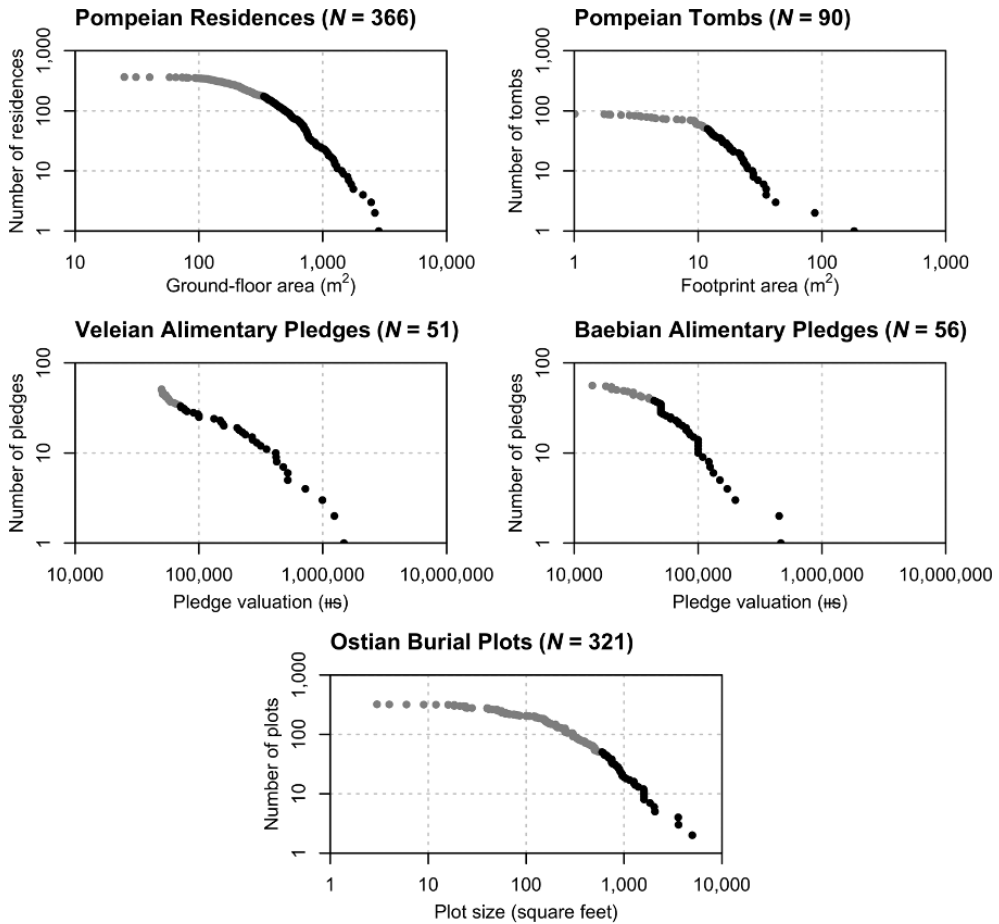 Pompeian Residences (N = 366)
Number of residences
1,000
100
10
1
10
100
1,000
10,000
Ground-floor area (m²)
Pompeian Tombs (N = 90)
Number of tombs
1,000
100
10
1
1
10
100
1,000
Footprint area (m²)
Veleian Alimentary Pledges (N = 51)
Number of pledges
100
10
1
10,000
100,000
1,000,000
10,000,000
Pledge valuation (HS)
Baebian Alimentary Pledges (N = 56)
Number of pledges
100
10
1
10,000
100,000
1,000,000
10,000,000
Pledge valuation (HS)
Ostian Burial Plots (N = 321)
Number of plots
1,000
100
10
1
1
10
100
1,000
10,000
Plot size (square feet)